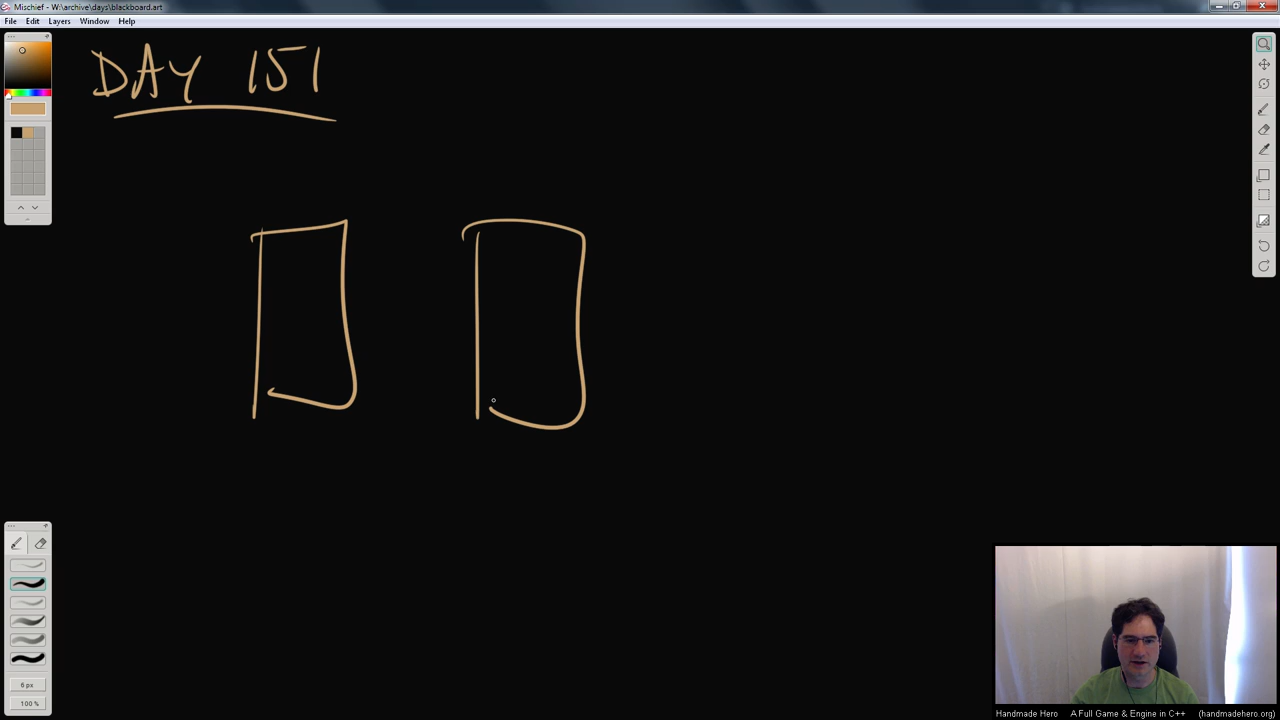 Mischief - W:\archive\days\blackboard.art
File Edit Layers Window Help
DAY 151
6 px
100 %
Handmade Hero A Full Game & Engine in C++ (handmadehero.org)